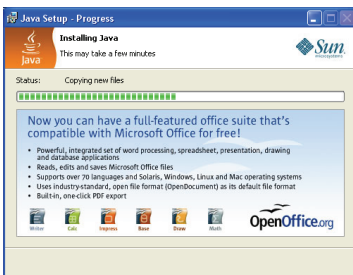 Java Setup - Progress
Installing Java
This may take a few minutes
Java
Sun
microsystems
Status: Copying new files
Now you can have a full-featured office suite that's
compatible with Microsoft Office for free!
• Powerful, integrated set of word processing, spreadsheet, presentation, drawing
and database applications
• Reads, edits and saves Microsoft Office files
• Supports over 70 languages and Solaris, Windows, Linux and Mac operating systems
• Uses industry-standard, open file format (OpenDocument) as its default file format
• Built-in, one-click PDF export
Writer Calc Impress Base Draw Math OpenOffice.org